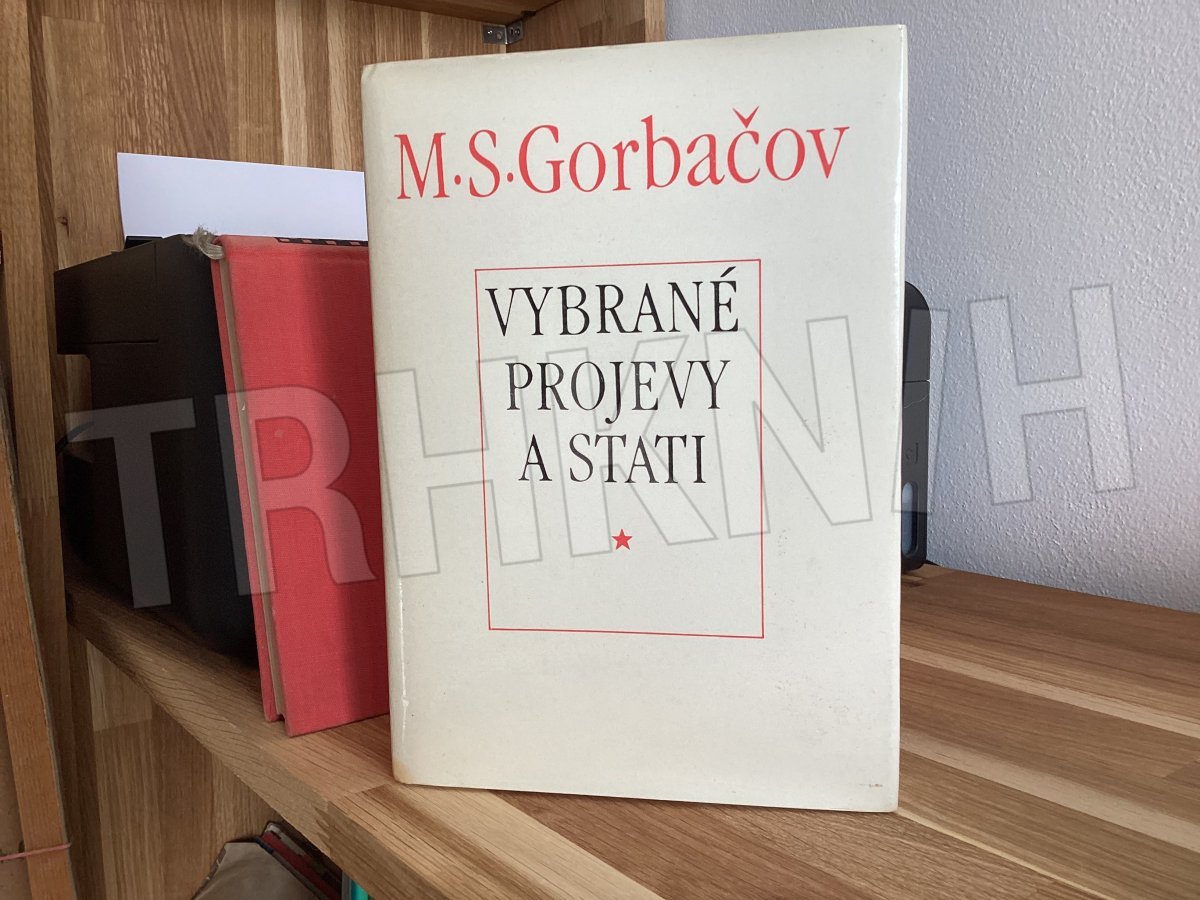 M.S.Gorbačov
VYBRANÉ
PROJEVY
A STATI
TRHKNIH